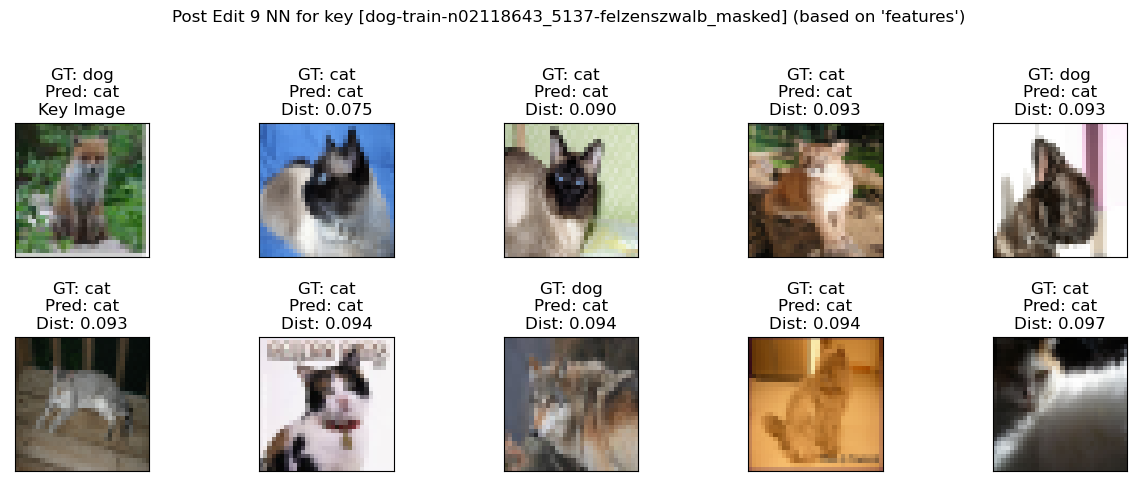 Post Edit 9 NN for key [dog-train-n02118643_5137-felzenszwalb_masked] (based on 'features')
GT: dog
Pred: cat
Key Image
GT: cat
Pred: cat
Dist: 0.075
GT: cat
Pred: cat
Dist: 0.090
GT: cat
Pred: cat
Dist: 0.093
GT: dog
Pred: cat
Dist: 0.093
GT: cat
Pred: cat
Dist: 0.093
GT: cat
Pred: cat
Dist: 0.094
GT: dog
Pred: cat
Dist: 0.094
GT: cat
Pred: cat
Dist: 0.094
GT: cat
Pred: cat
Dist: 0.097